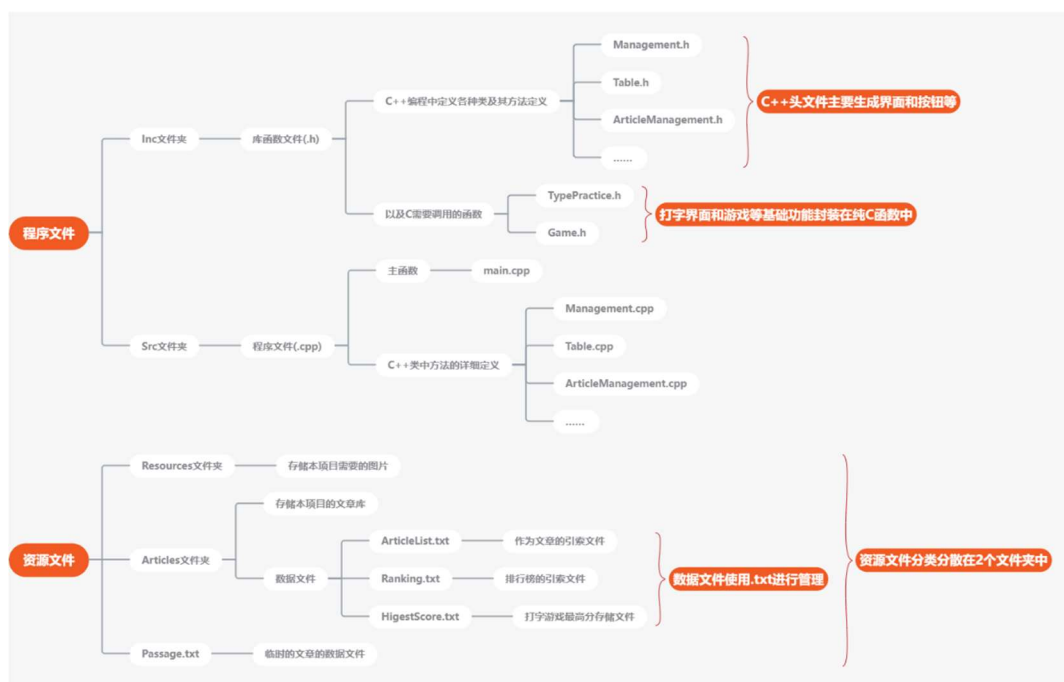 程序文件
Inc文件夹
库函数文件(.h)
C++编程中定义各种类及其方法定义
Management.h
Table.h
ArticleManagement.h
......
C++头文件主要生成界面和按钮等
以及C需要调用的函数
TypePractice.h
Game.h
打字界面和游戏等基础功能封装在纯C函数中
Src文件夹
程序文件(.cpp)
主函数
main.cpp
C++类中方法的详细定义
Management.cpp
Table.cpp
ArticleManagement.cpp
......
资源文件
Resources文件夹
存储本项目需要的图片
Articles文件夹
存储本项目的文章库
数据文件
ArticleList.txt
作为文章的引索文件
Ranking.txt
排行榜的引索文件
HigestScore.txt
打字游戏最高分存储文件
数据文件使用.txt进行管理
Passage.txt
临时的文章的数据文件
资源文件分类分散在2个文件夹中